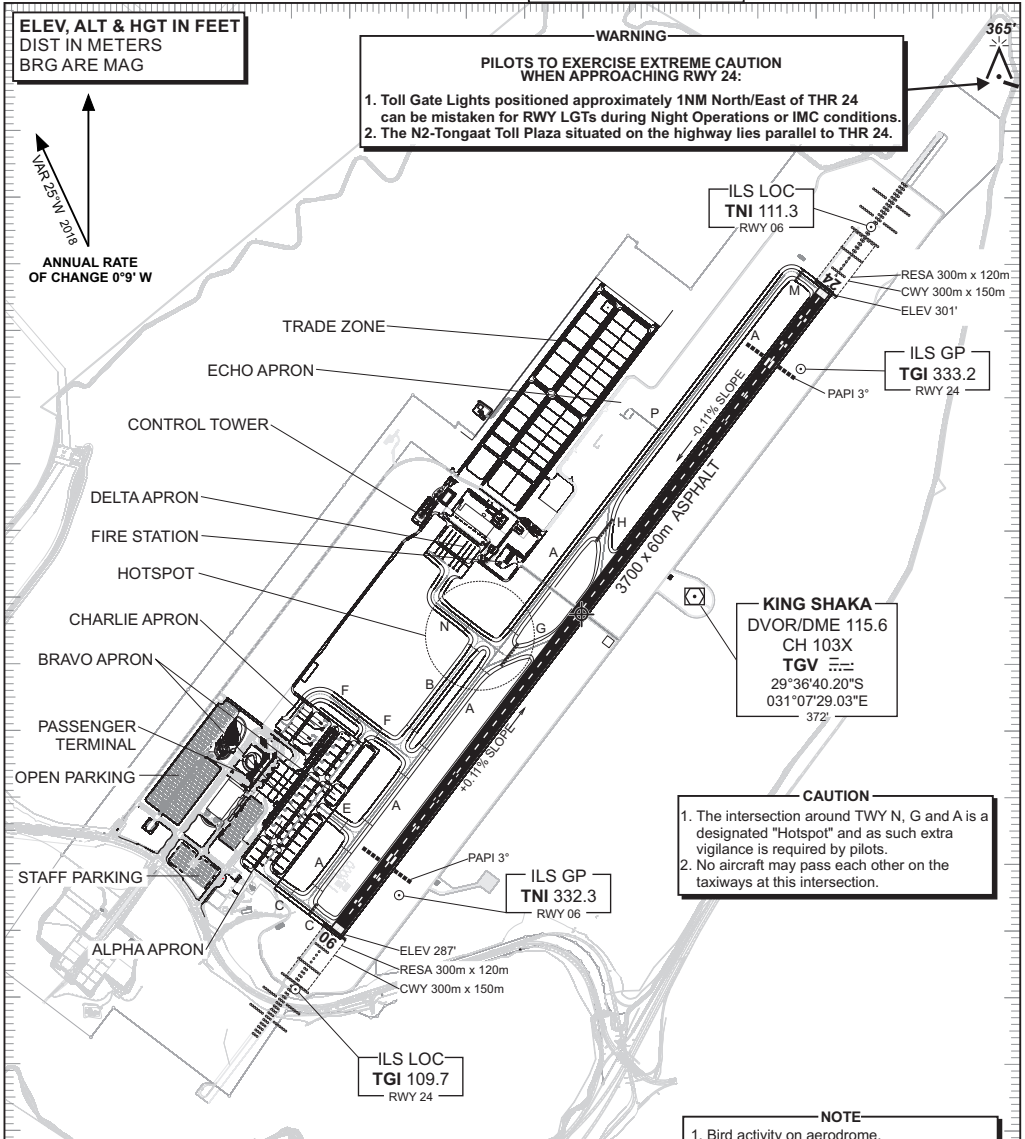 ELEV, ALT & HGT IN FEET
DIST IN METERS
BRG ARE MAG
WARNING
PILOTS TO EXERCISE EXTREME CAUTION
WHEN APPROACHING RWY 24:
1. Toll Gate Lights positioned approximately 1NM North/East of THR 24
can be mistaken for RWY LGTs during Night Operations or IMC conditions.
2. The N2-Tongaat Toll Plaza situated on the highway lies parallel to THR 24.
365'
VAR 25°W 2018
ANNUAL RATE
OF CHANGE 0°9' W
ILS LOC
TNI 111.3
RWY 06
24
RESA 300m x 120m
CWY 300m x 150m
ELEV 301'
M
A
ILS GP
TGI 333.2
RWY 24
PAPI 3°
TRADE ZONE
ECHO APRON
P
-0.11% SLOPE
CONTROL TOWER
DELTA APRON
FIRE STATION
HOTSPOT
CHARLIE APRON
BRAVO APRON
PASSENGER
TERMINAL
OPEN PARKING
STAFF PARKING
ALPHA APRON
H
A
3700 x 60m ASPHALT
N
G
B
A
F
F
+0.11% SLOPE
E
A
A
C
C
06
KING SHAKA
DVOR/DME 115.6
CH 103X
TGV
29°36'40.20"S
031°07'29.03"E
372'
CAUTION
1. The intersection around TWY N, G and A is a
designated "Hotspot" and as such extra
vigilance is required by pilots.
2. No aircraft may pass each other on the
taxiways at this intersection.
PAPI 3°
ILS GP
TNI 332.3
RWY 06
ELEV 287'
RESA 300m x 120m
CWY 300m x 150m
ILS LOC
TGI 109.7
RWY 24
NOTE
1. Bird activity on aerodrome.